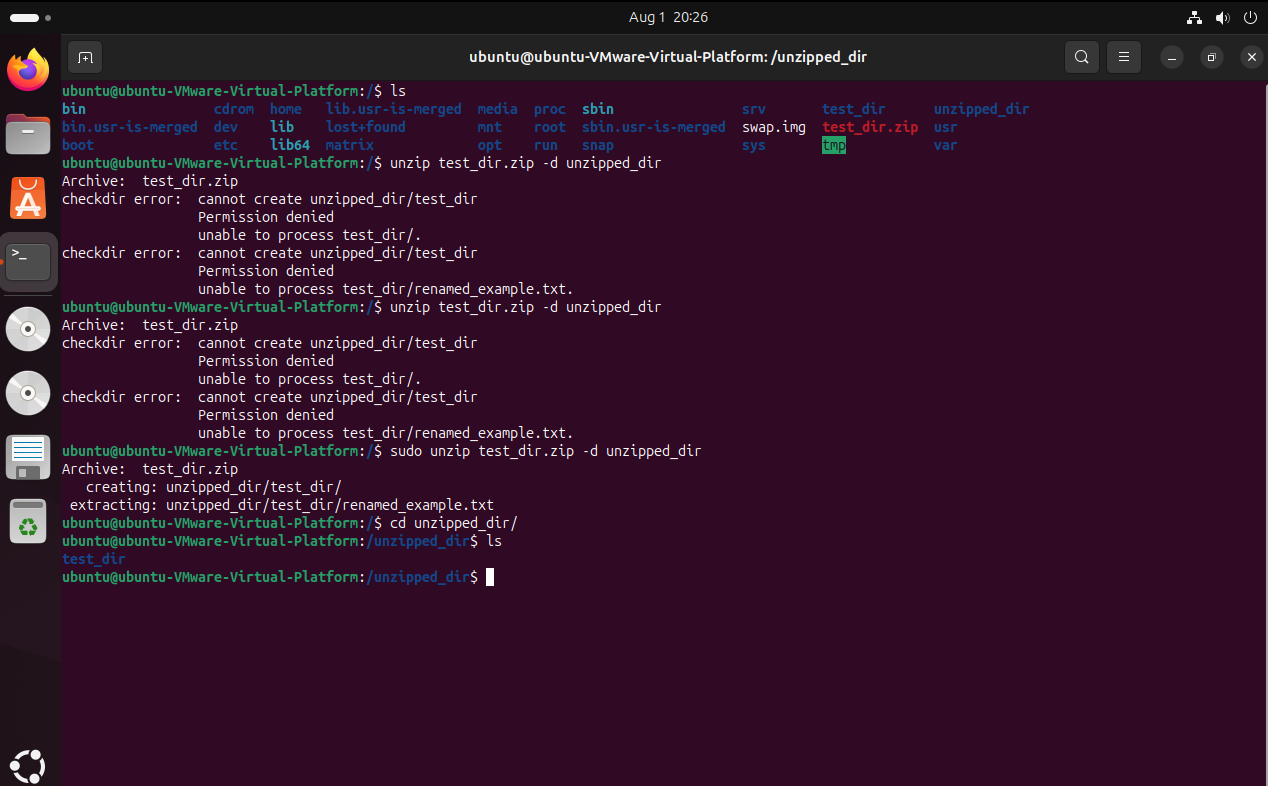 Aug 1 20:26
ubuntu@ubuntu-VMware-Virtual-Platform: /unzipped_dir
ubuntu@ubuntu-VMware-Virtual-Platform:/$ ls
bin cdrom home lib.usr-is-merged media proc sbin srv test_dir unzipped_dir
bin.usr-is-merged dev lib lost+found mnt root sbin.usr-is-merged swap.img test_dir.zip usr
boot etc lib64 matrix opt run snap sys tmp var
ubuntu@ubuntu-VMware-Virtual-Platform:/$ unzip test_dir.zip -d unzipped_dir
Archive:  test_dir.zip
checkdir error:  cannot create unzipped_dir/test_dir
Permission denied
unable to process test_dir/.
checkdir error:  cannot create unzipped_dir/test_dir
Permission denied
unable to process test_dir/renamed_example.txt.
ubuntu@ubuntu-VMware-Virtual-Platform:/$ unzip test_dir.zip -d unzipped_dir
Archive:  test_dir.zip
checkdir error:  cannot create unzipped_dir/test_dir
Permission denied
unable to process test_dir/.
checkdir error:  cannot create unzipped_dir/test_dir
Permission denied
unable to process test_dir/renamed_example.txt.
ubuntu@ubuntu-VMware-Virtual-Platform:/$ sudo unzip test_dir.zip -d unzipped_dir
Archive:  test_dir.zip
creating: unzipped_dir/test_dir/
extracting: unzipped_dir/test_dir/renamed_example.txt
ubuntu@ubuntu-VMware-Virtual-Platform:/$ cd unzipped_dir/
ubuntu@ubuntu-VMware-Virtual-Platform:/unzipped_dir$ ls
test_dir
ubuntu@ubuntu-VMware-Virtual-Platform:/unzipped_dir$